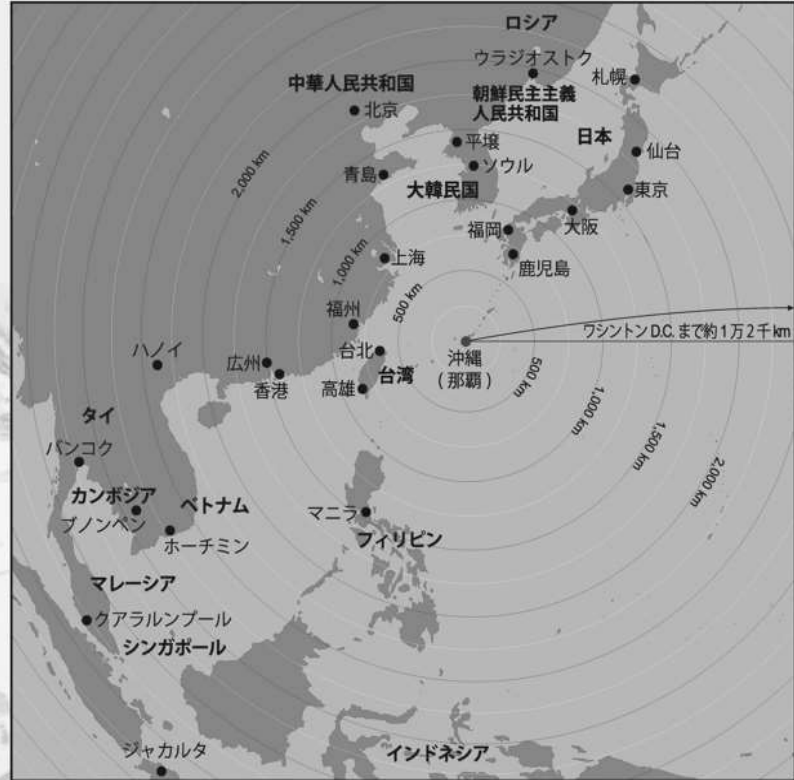 ロシア
ウラジオストク
札幌
中華人民共和国
北京
朝鮮民主主義
人民共和国
日本
平壌
仙台
ソウル
青島
大韓民国
東京
2,000 km
1,500 km
1,000 km
500 km
福岡
大阪
上海
鹿児島
福州
ワシントン D.C. まで約 1 万 2 千 km
ハノイ
広州
台北
沖縄
(那覇)
香港
高雄
台湾
500 km
1,000 km
1,500 km
2,000 km
タイ
バンコク
カンボジア
ベトナム
プノンペン
マニラ
ホーチミン
フィリピン
マレーシア
クアラルンプール
シンガポール
ジャカルタ
インドネシア